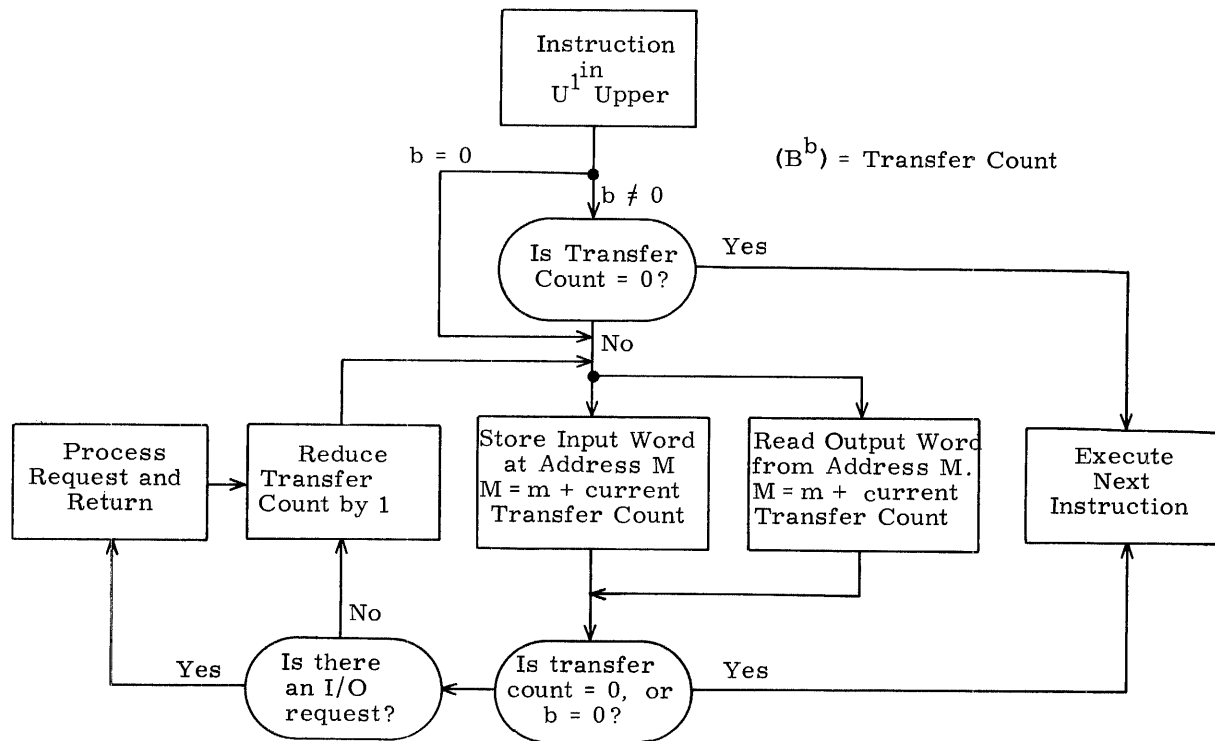 Instruction
in
U¹ Upper
b = 0
(Bᵇ) = Transfer Count
b ≠ 0
Is Transfer
Count = 0?
Yes
No
Process
Request and
Return
Reduce
Transfer
Count by 1
Store Input Word
at Address M
M = m + current
Transfer Count
Read Output Word
from Address M.
M = m + current
Transfer Count
Execute
Next
Instruction
No
Yes
Is there
an I/O
request?
Is transfer
count = 0, or
b = 0?
Yes